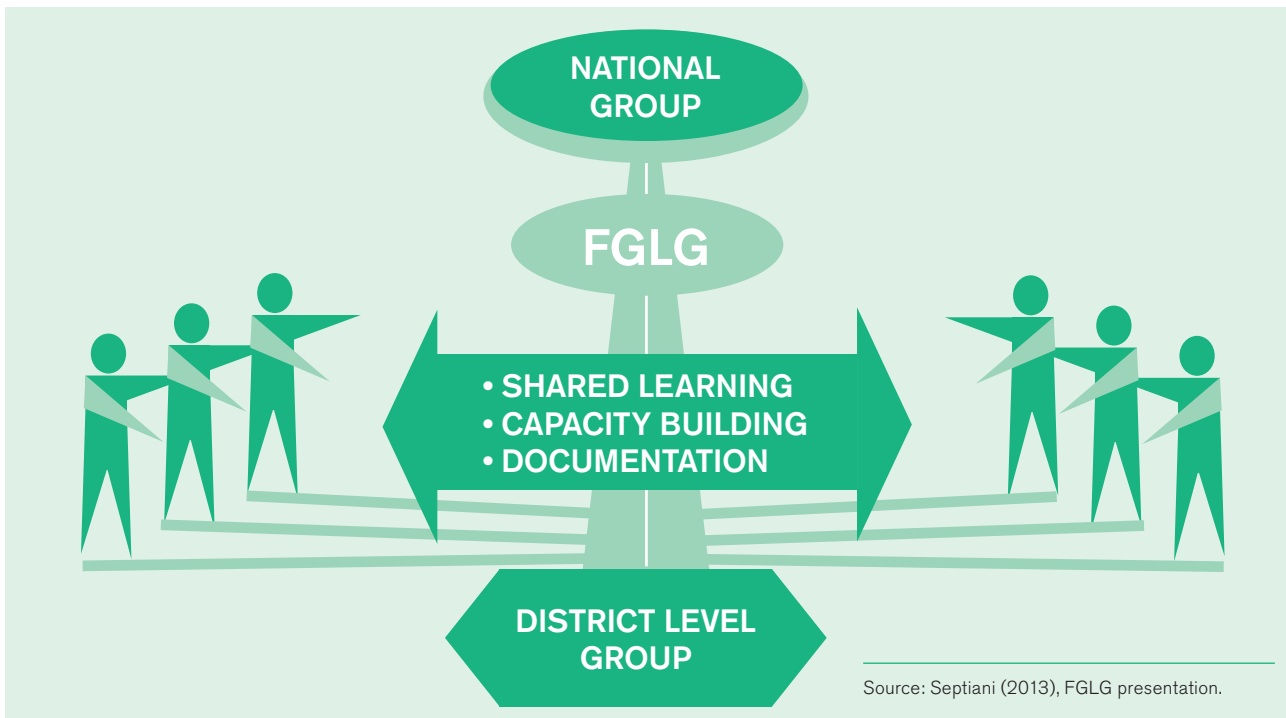 NATIONAL
GROUP
FGLG
• SHARED LEARNING
• CAPACITY BUILDING
• DOCUMENTATION
DISTRICT LEVEL
GROUP
Source: Septiani (2013), FGLG presentation.